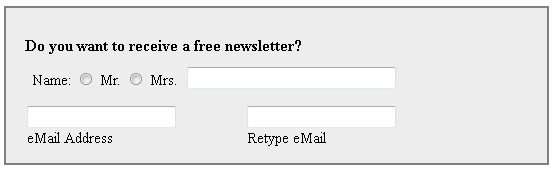 Do you want to receive a free newsletter?
Name: Mr. Mrs.
eMail Address Retype eMail